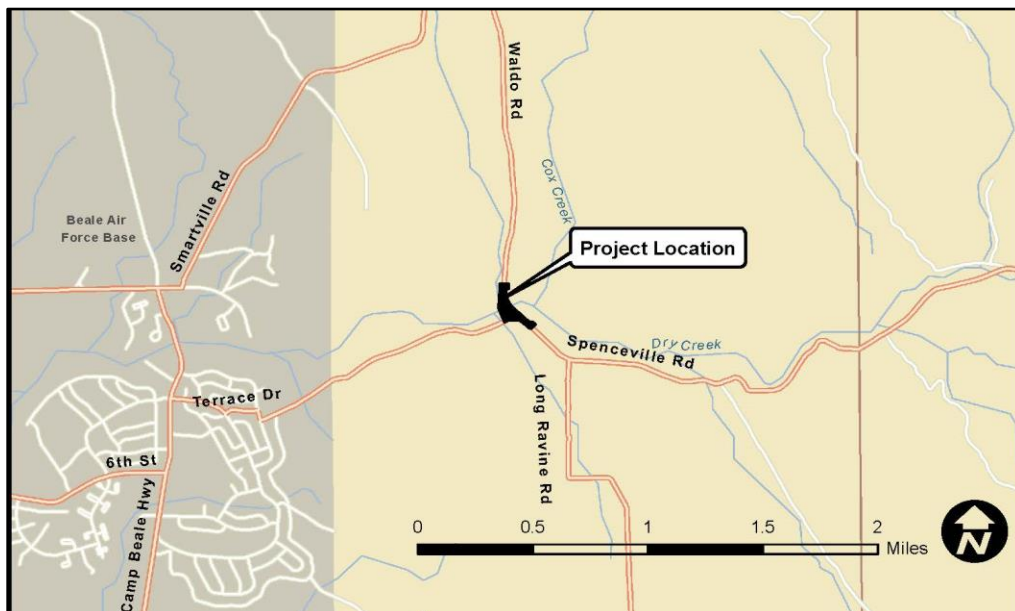 Waldo Rd
Cox Creek
Smartville Rd
Beale Air
Force Base
Project Location
Spenceville Rd
Dry Creek
Terrace Dr
Long Ravine Rd
6th St
Camp Beale Hwy
0 0.5 1 1.5 2
Miles
N